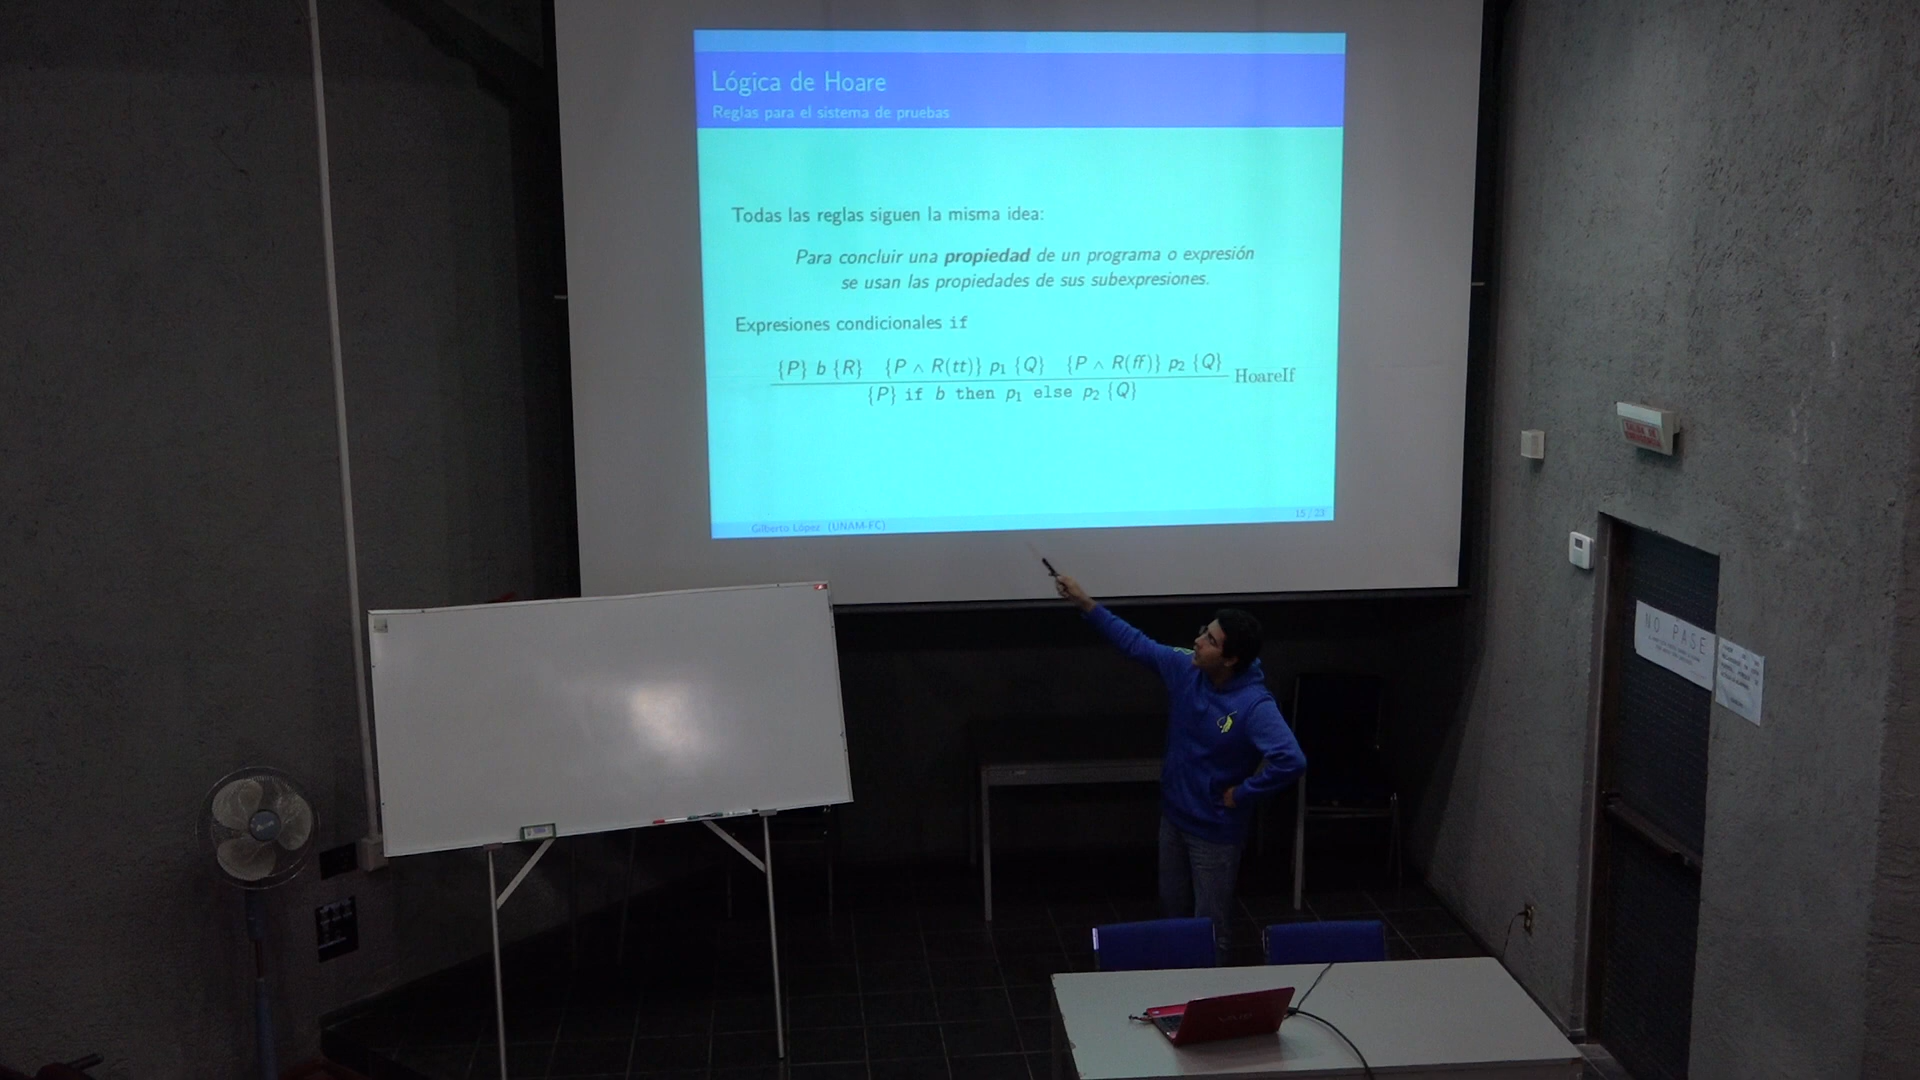 Lógica de Hoare
Reglas para el sistema de pruebas
Todas las reglas siguen la misma idea:
Para concluir una propiedad de un programa o expresión
se usan las propiedades de sus subexpresiones.
Expresiones condicionales if
{P} b {R} {P ∧ R(tt)} p₁ {Q} {P ∧ R(ff)} p₂ {Q}
HoareIf
{P} if b then p₁ else p₂ {Q}
Gilberto López (UNAM-FC)
15 / 23
NO PASE
VAIO